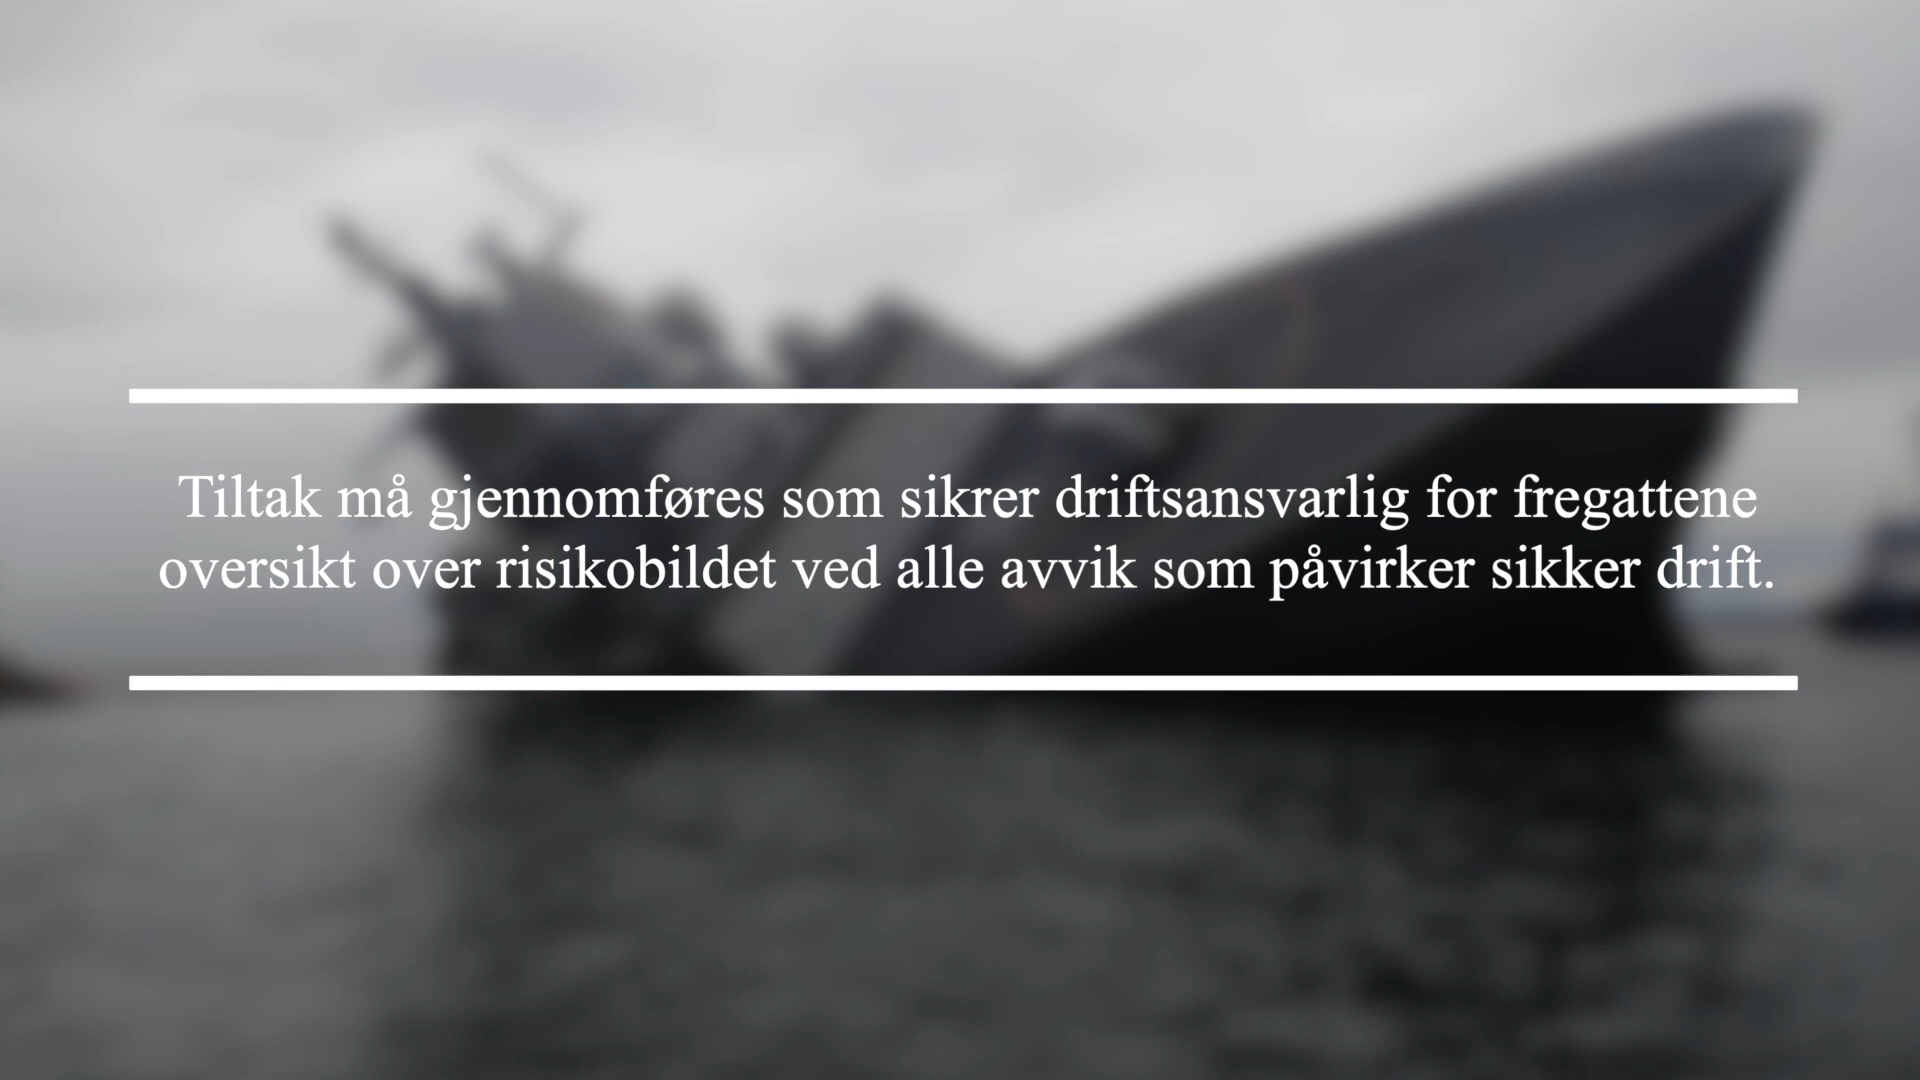 Tiltak må gjennomføres som sikrer driftsansvarlig for fregattene
oversikt over risikobildet ved alle avvik som påvirker sikker drift.